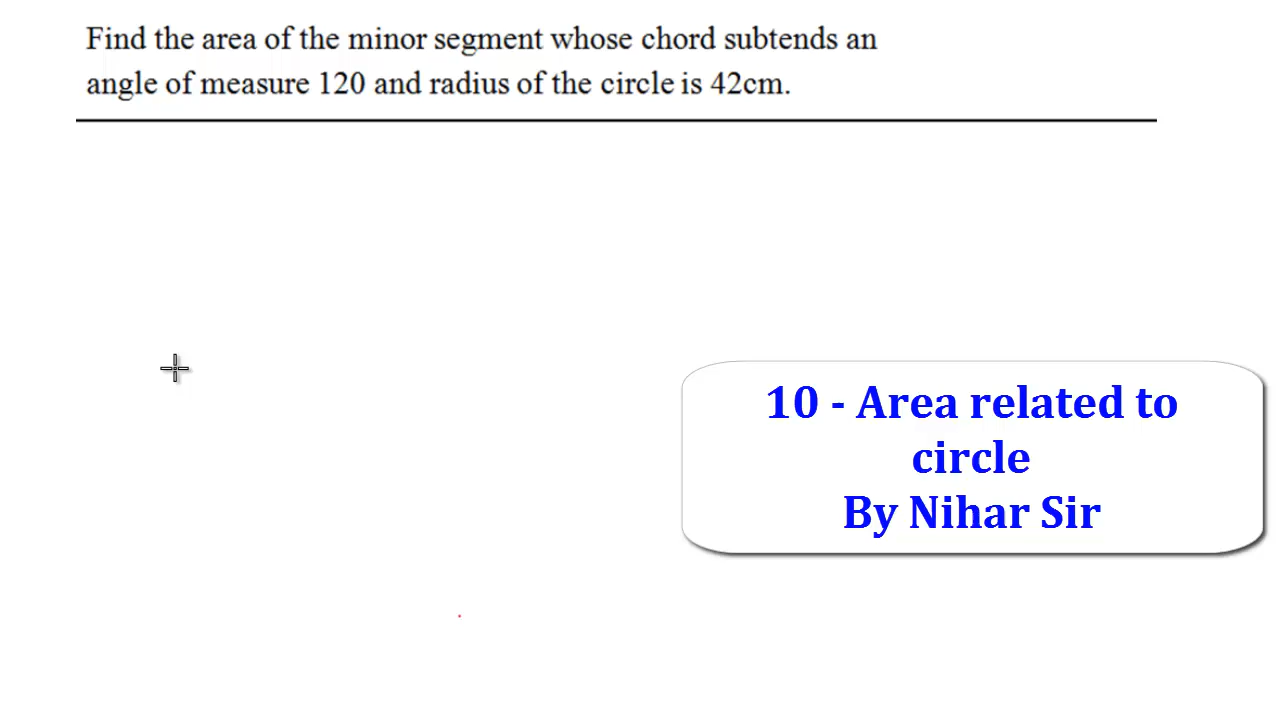 Find the area of the minor segment whose chord subtends an
angle of measure 120 and radius of the circle is 42cm.
10 - Area related to
circle
By Nihar Sir